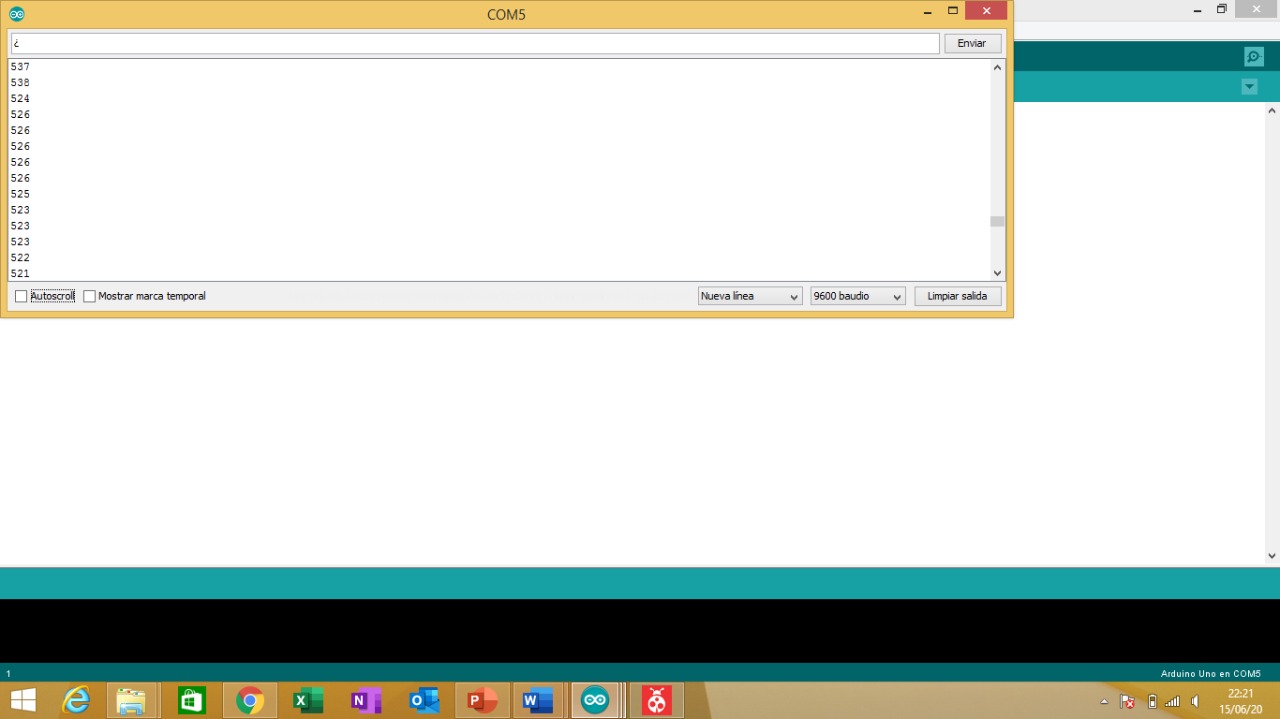 COM5
¿
Enviar
537
538
524
526
526
526
526
526
525
523
523
523
522
521
Autoscroll
Mostrar marca temporal
Nueva línea
9600 baudio
Limpiar salida
1
Arduino Uno en COM5
22:21
15/06/20